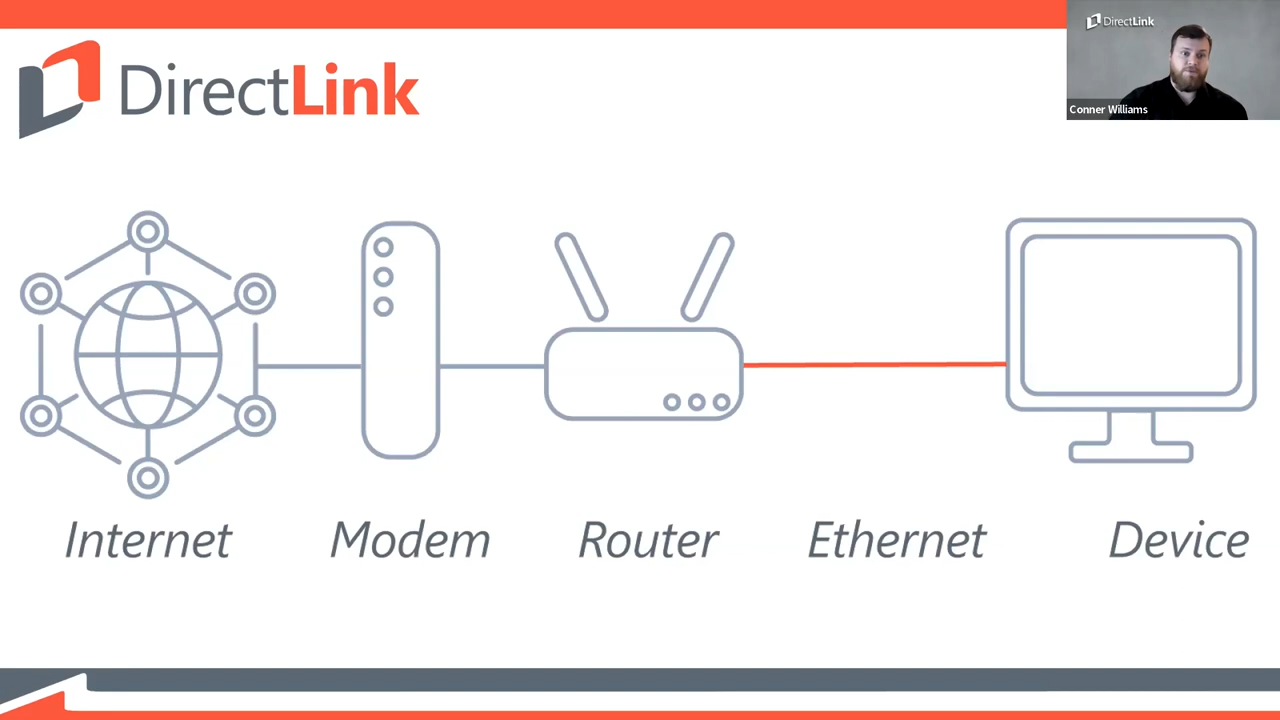 DirectLink
DirectLink
Conner Williams
Internet
Modem
Router
Ethernet
Device